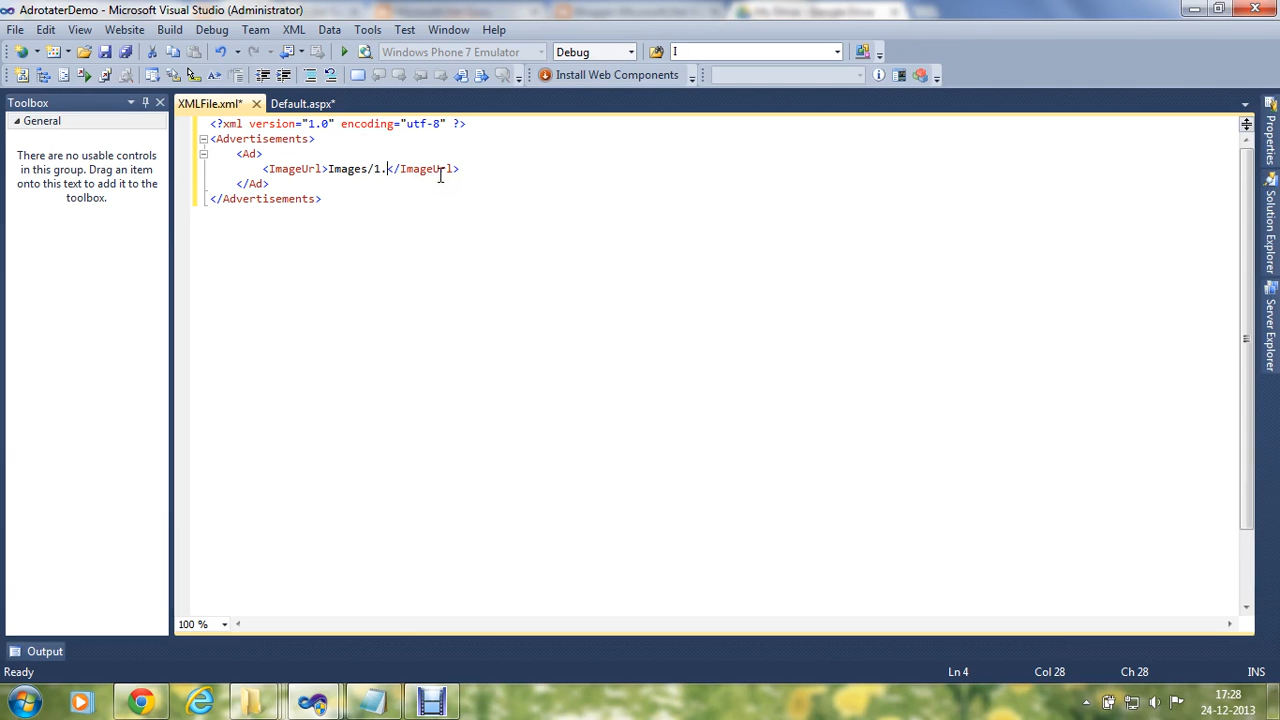 AdrotaterDemo - Microsoft Visual Studio (Administrator)
File Edit View Website Build Debug Team XML Data Tools Test Window Help
Windows Phone 7 Emulator Debug I
Install Web Components
Toolbox
General
There are no usable controls
in this group. Drag an item
onto this text to add it to the
toolbox.
XMLFile.xml* Default.aspx*
<?xml version="1.0" encoding="utf-8" ?>
<Advertisements>
<Ad>
<ImageUrl>Images/1.</ImageUrl>
</Ad>
</Advertisements>
100 %
Properties
Solution Explorer
Server Explorer
Output
Ready Ln 4 Col 28 Ch 28 INS
17:28
24-12-2013